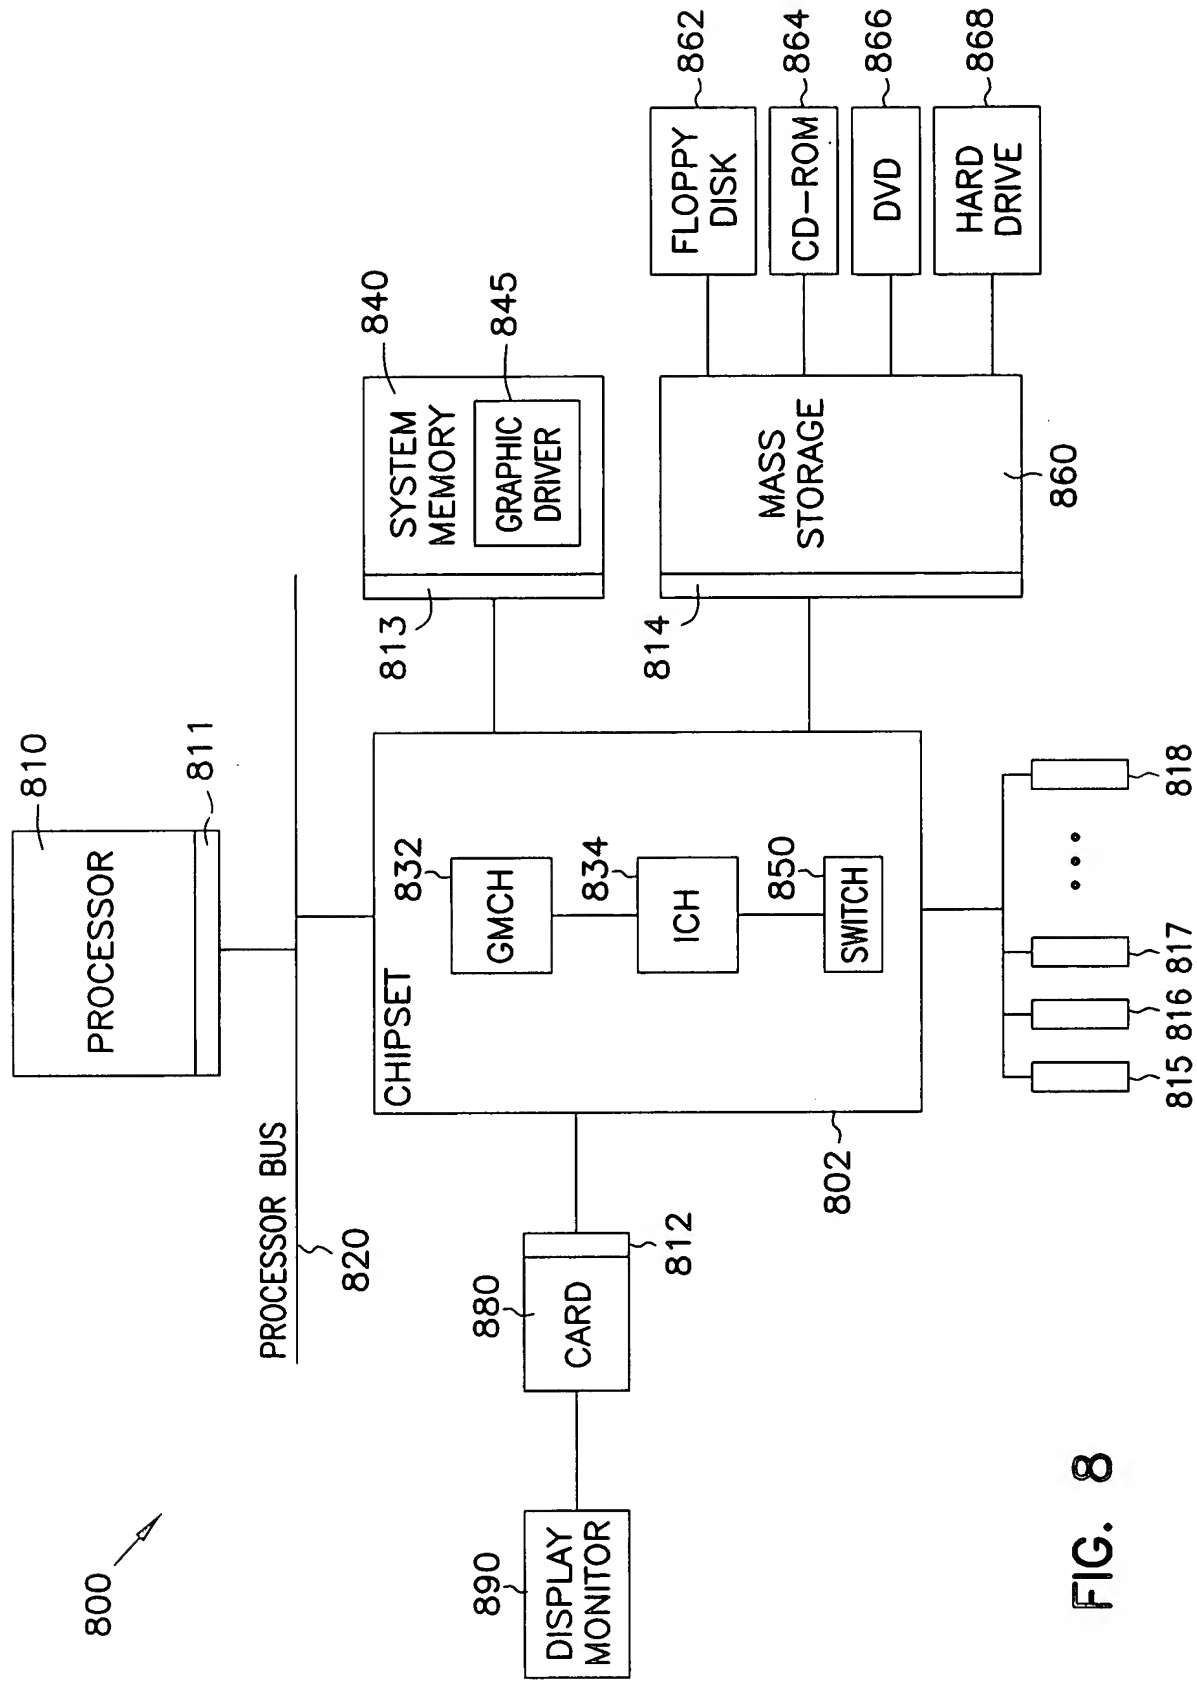 800
PROCESSOR
810
811
PROCESSOR BUS
820
CHIPSET
802
GMCH
832
ICH
834
SWITCH
850
SYSTEM
MEMORY
840
GRAPHIC
DRIVER
845
813
MASS
STORAGE
860
814
FLOPPY
DISK
862
CD-ROM
864
DVD
866
HARD
DRIVE
868
DISPLAY
MONITOR
890
CARD
880
812
815
816
817
818
FIG. 8